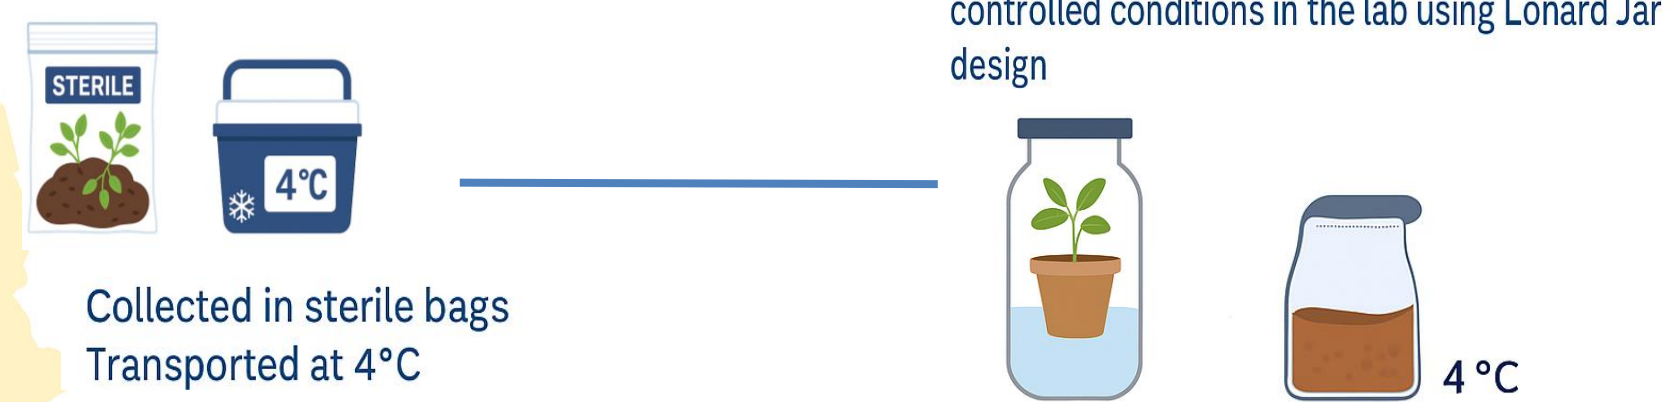 controlled conditions in the lab using Lonard Jar
design
STERILE
4°C
Collected in sterile bags
Transported at 4°C
4 °C